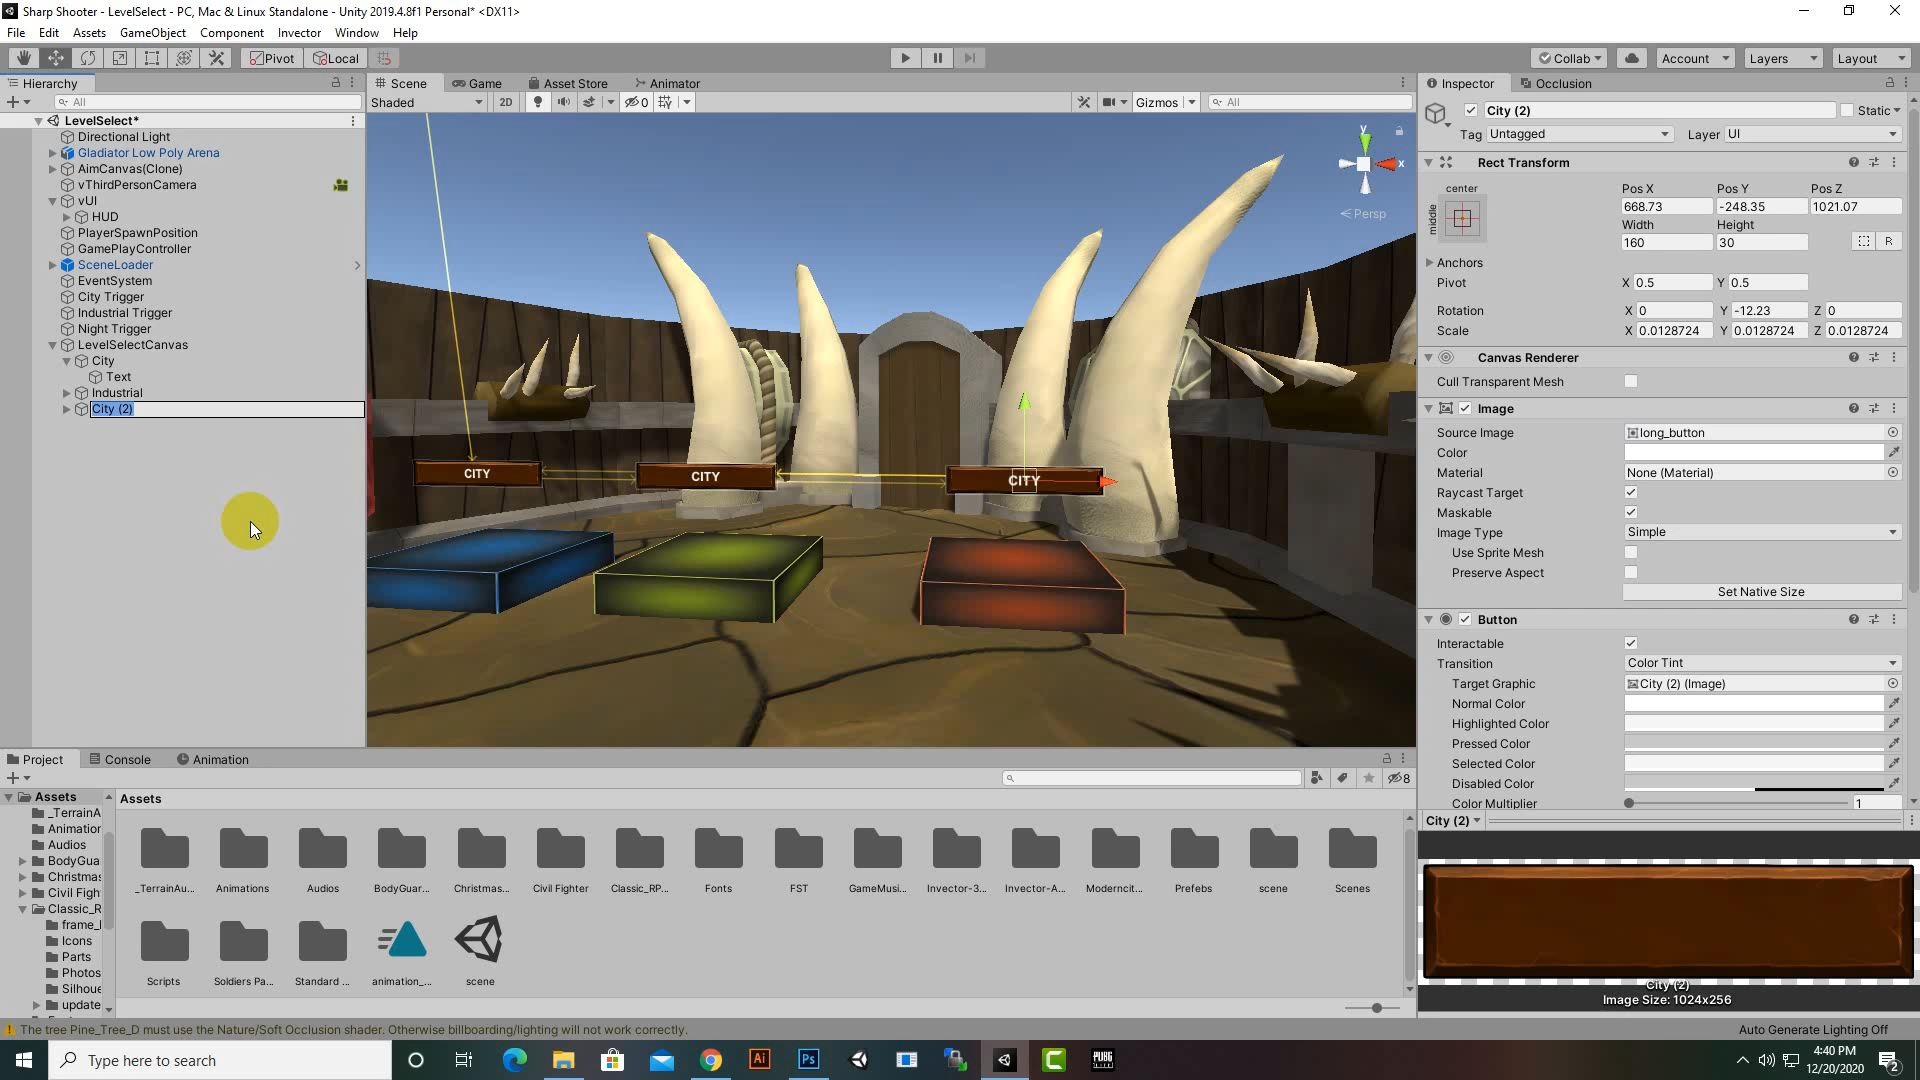 Sharp Shooter - LevelSelect - PC, Mac & Linux Standalone - Unity 2019.4.8f1 Personal* <DX11>
File Edit Assets GameObject Component Invector Window Help
Pivot Local Collab Account Layers Layout
Hierarchy
All
LevelSelect*
Directional Light
Gladiator Low Poly Arena
AimCanvas(Clone)
vThirdPersonCamera
vUI
HUD
PlayerSpawnPosition
GamePlayController
SceneLoader
EventSystem
City Trigger
Industrial Trigger
Night Trigger
LevelSelectCanvas
City
Text
Industrial
City (2)
Scene Game Asset Store Animator
Shaded 2D 0 Gizmos All
y
x
Persp
CITY CITY CITY
Inspector Occlusion
City (2) Static
Tag Untagged Layer UI
Rect Transform
center
middle
Pos X Pos Y Pos Z
668.73 -248.35 1021.07
Width Height
160 30
R
Anchors
Pivot X 0.5 Y 0.5
Rotation X 0 Y -12.23 Z 0
Scale X 0.0128724 Y 0.0128724 Z 0.0128724
Canvas Renderer
Cull Transparent Mesh
Image
Source Image long_button
Color
Material None (Material)
Raycast Target
Maskable
Image Type Simple
Use Sprite Mesh
Preserve Aspect
Set Native Size
Button
Interactable
Transition Color Tint
Target Graphic City (2) (Image)
Normal Color
Highlighted Color
Pressed Color
Selected Color
Disabled Color
Color Multiplier 1
City (2)
City (2)
Image Size: 1024x256
Project Console Animation
8
Assets
_TerrainA
Animation
Audios
BodyGua
Christmas
Civil Figh
Classic_R
frame_
Icons
Parts
Photos
Silhoue
update
Assets
_TerrainAu... Animations Audios BodyGuar... Christmas... Civil Fighter Classic_RP... Fonts FST GameMusi... Invector-3... Invector-A... Moderncit... Prefebs scene Scenes
Scripts Soldiers Pa... Standard ... animation_... scene
The tree Pine_Tree_D must use the Nature/Soft Occlusion shader. Otherwise billboarding/lighting will not work correctly.
Auto Generate Lighting Off
Type here to search
Ai Ps PUBG
4:40 PM
12/20/2020
2